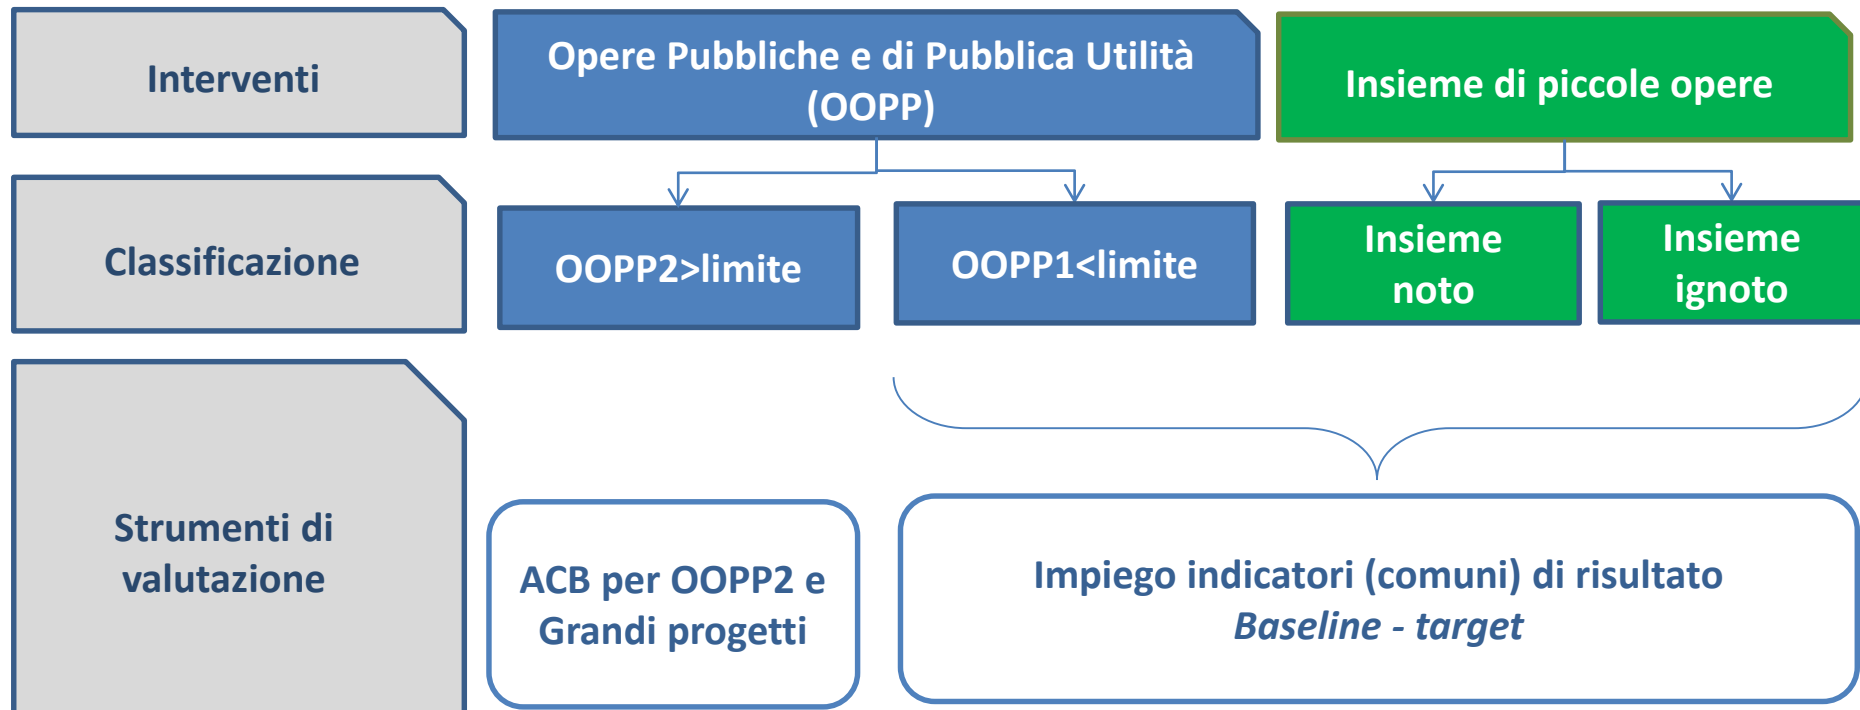 Interventi
Opere Pubbliche e di Pubblica Utilità
(OOPP)
Insieme di piccole opere
Classificazione
OOPP2>limite
OOPP1<limite
Insieme
noto
Insieme
ignoto
Strumenti di
valutazione
ACB per OOPP2 e
Grandi progetti
Impiego indicatori (comuni) di risultato
Baseline - target